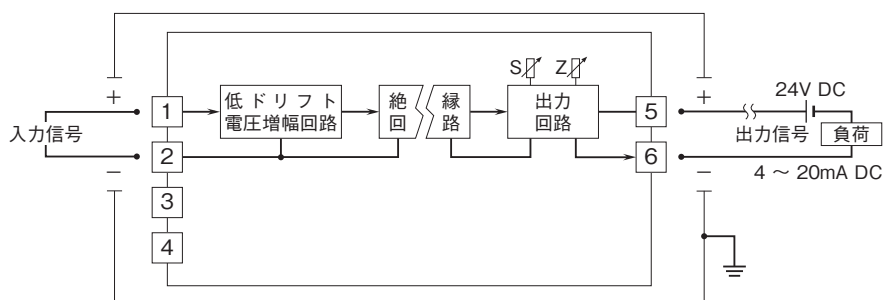 S Z
24V DC
+ +
1 低ドリフト 絶 縁 出力 5
電圧増幅回路 回 路 回路
入力信号 出力信号 負荷
2 6
− −
4 ～ 20mA DC
3
4